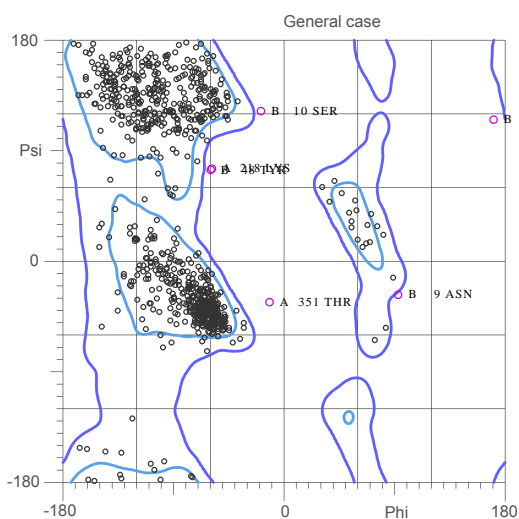 General case
180
B 10 SER
B
Psi
A
0
A 351 THR
B 9 ASN
-180
-180
0
Phi
180